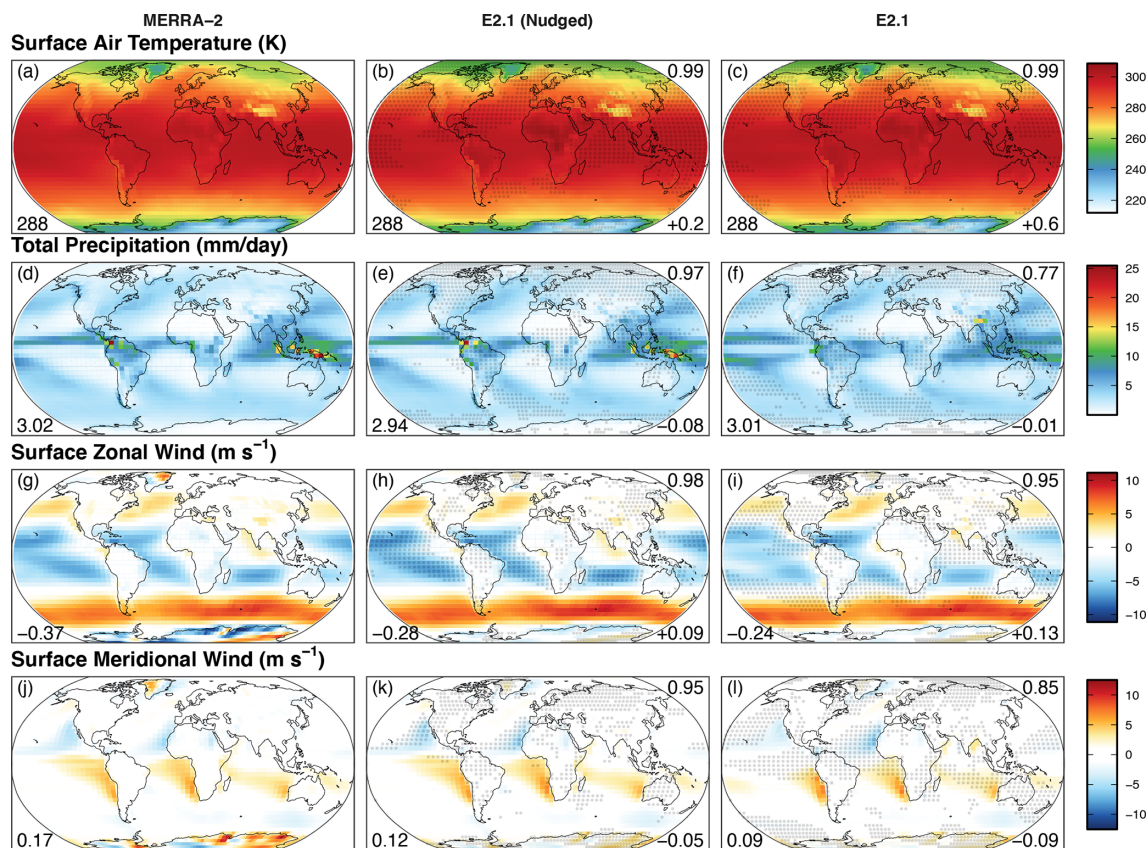 MERRA−2 E2.1 (Nudged) E2.1
Surface Air Temperature (K)
(a) (b) 0.99 (c) 0.99
288 288 +0.2 288 +0.6
300
280
260
240
220
Total Precipitation (mm/day)
(d) (e) 0.97 (f) 0.77
3.02 2.94 −0.08 3.01 −0.01
25
20
15
10
5
Surface Zonal Wind (m s⁻¹)
(g) (h) 0.98 (i) 0.95
−0.37 −0.28 +0.09 −0.24 +0.13
10
5
0
−5
−10
Surface Meridional Wind (m s⁻¹)
(j) (k) 0.95 (l) 0.85
0.17 0.12 −0.05 0.09 −0.09
10
5
0
−5
−10